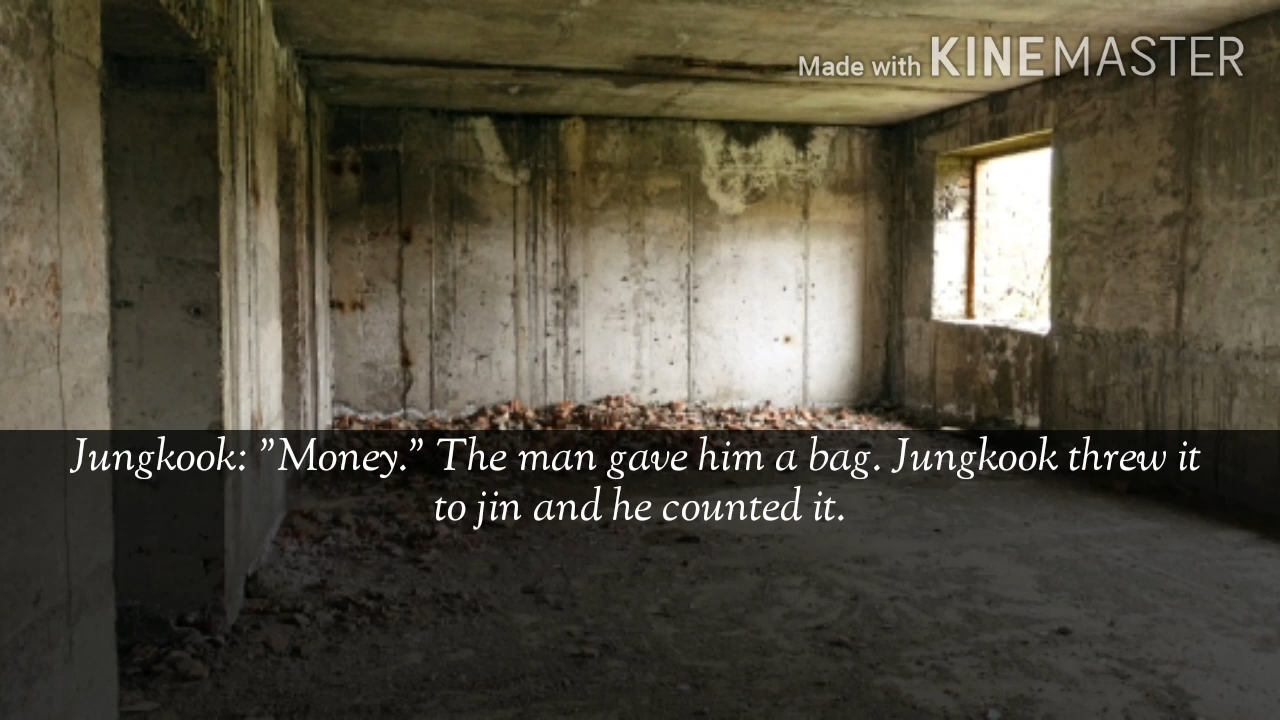 Made with KINEMASTER
Jungkook: ”Money.” The man gave him a bag. Jungkook threw it
to jin and he counted it.